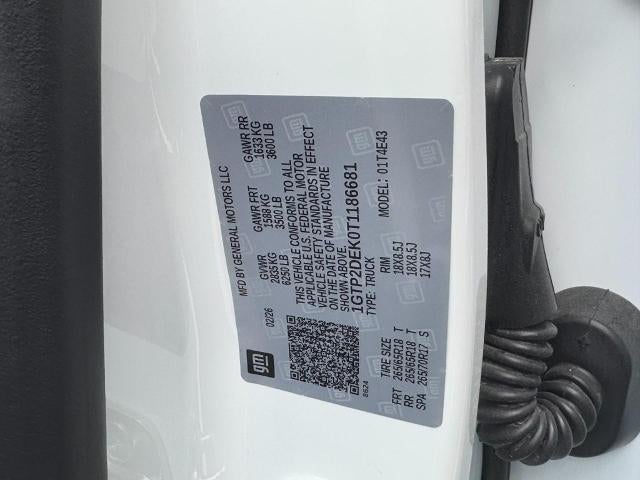 MFD BY GENERAL MOTORS LLC
02/26
GVWR GAWR FRT GAWR RR
2835 KG 1588 KG 1633 KG
6250 LB 3500 LB 3600 LB
THIS VEHICLE CONFORMS TO ALL
APPLICABLE U.S. FEDERAL MOTOR
VEHICLE SAFETY STANDARDS IN EFFECT
ON THE DATE OF MANUFACTURE
SHOWN ABOVE.
1GTP2DEK0T1186681
TYPE: TRUCK MODEL: 01T4E43
TIRE SIZE RIM
FRT 265/65R18 T 18X8.5J
RR 265/65R18 T 18X8.5J
SPA 265/70R17 S 17X8J
gm
8624